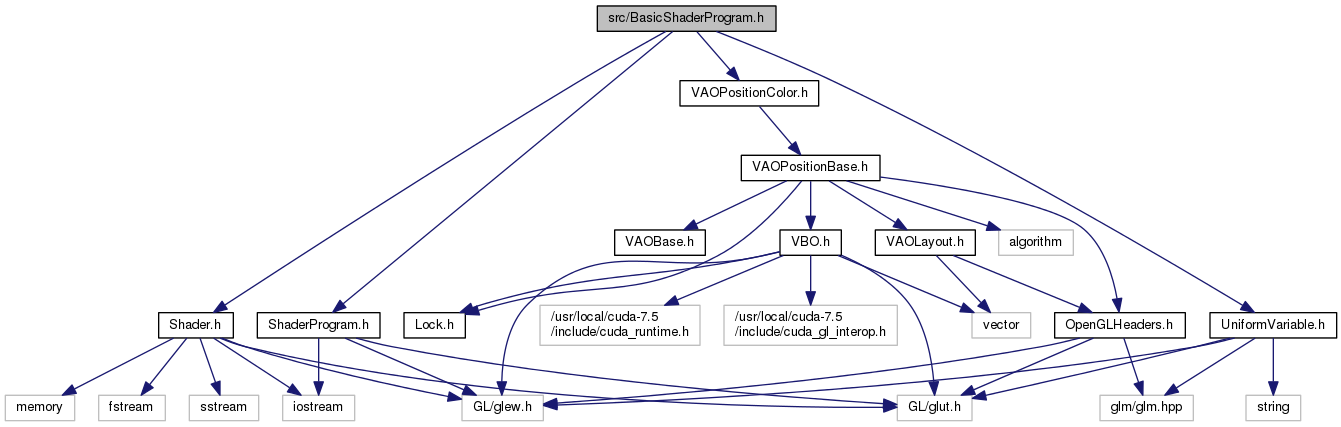 src/BasicShaderProgram.h
VAOPositionColor.h
VAOPositionBase.h
VAOBase.h
VBO.h
VAOLayout.h
algorithm
Shader.h
ShaderProgram.h
Lock.h
/usr/local/cuda-7.5
/include/cuda_runtime.h
/usr/local/cuda-7.5
/include/cuda_gl_interop.h
vector
OpenGLHeaders.h
UniformVariable.h
memory
fstream
sstream
iostream
GL/glew.h
GL/glut.h
glm/glm.hpp
string